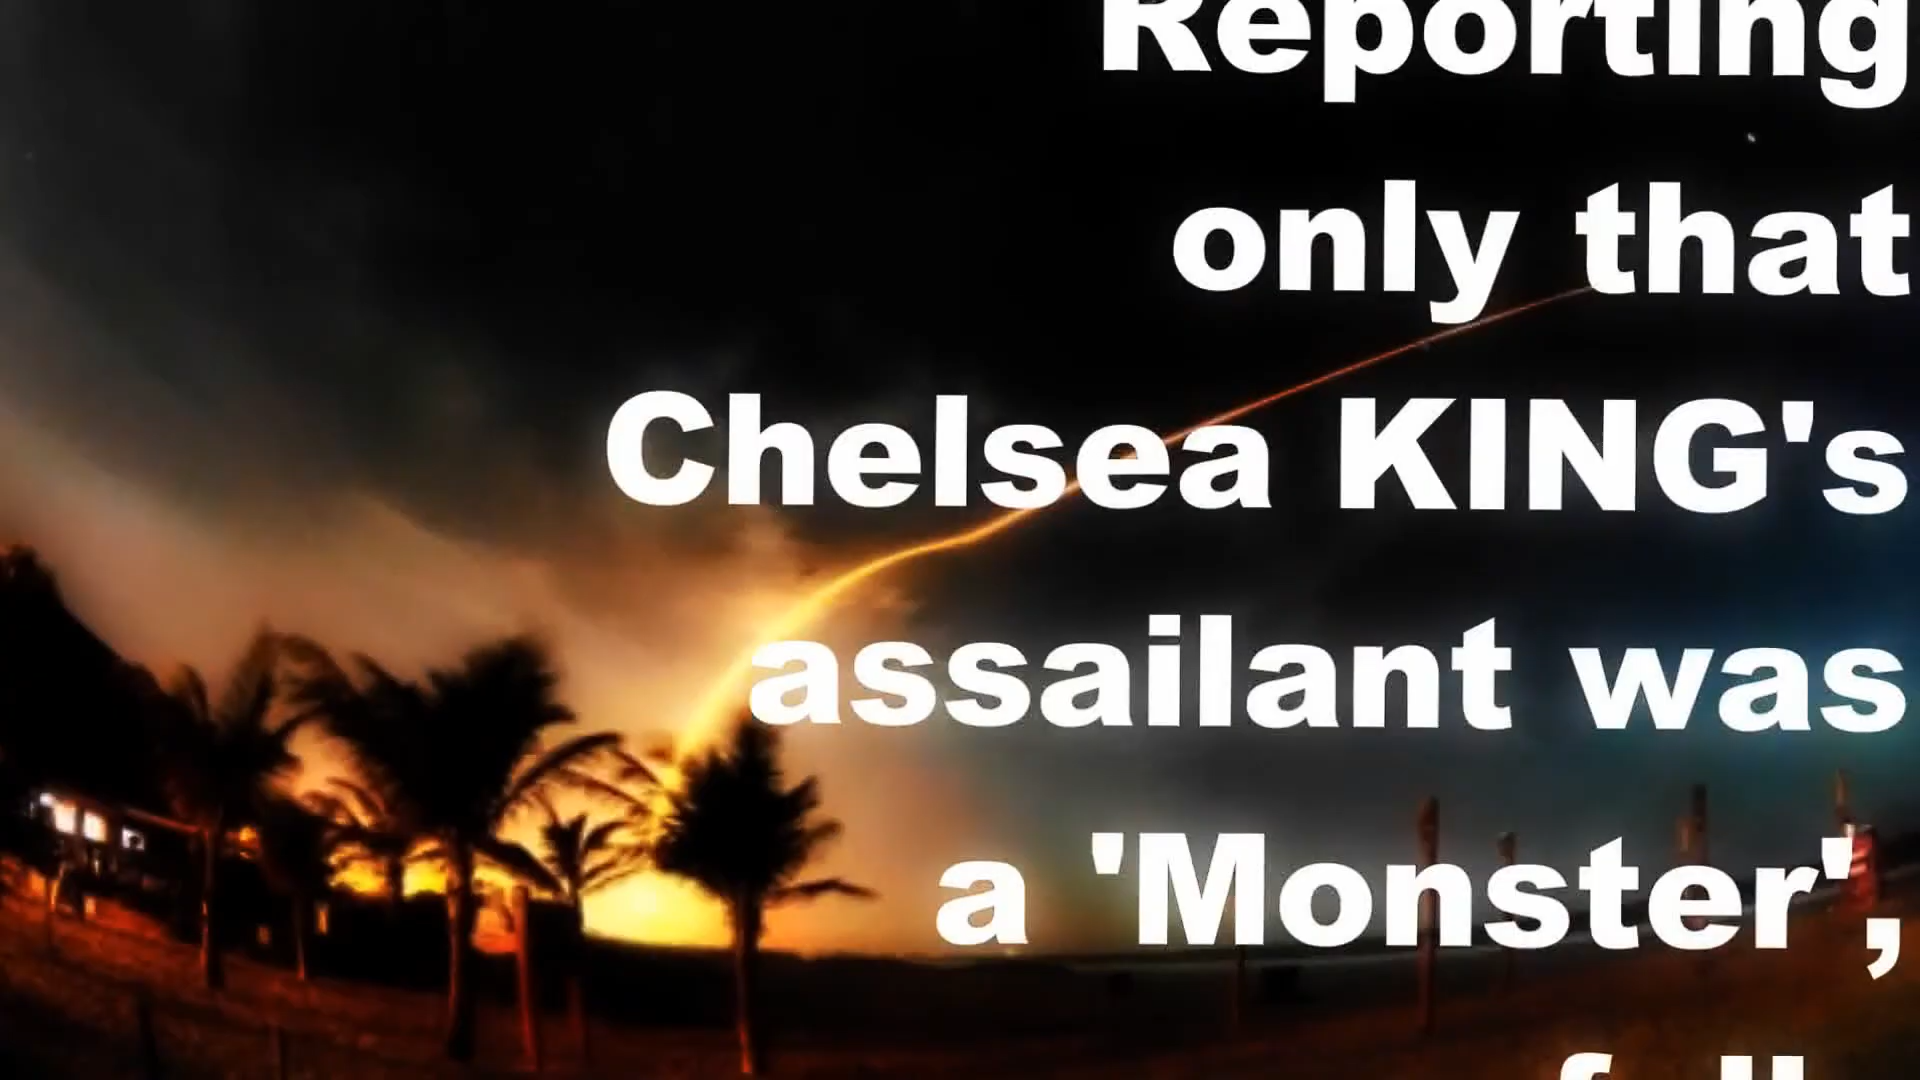 Reporting
only that
Chelsea KING's
assailant was
a 'Monster',